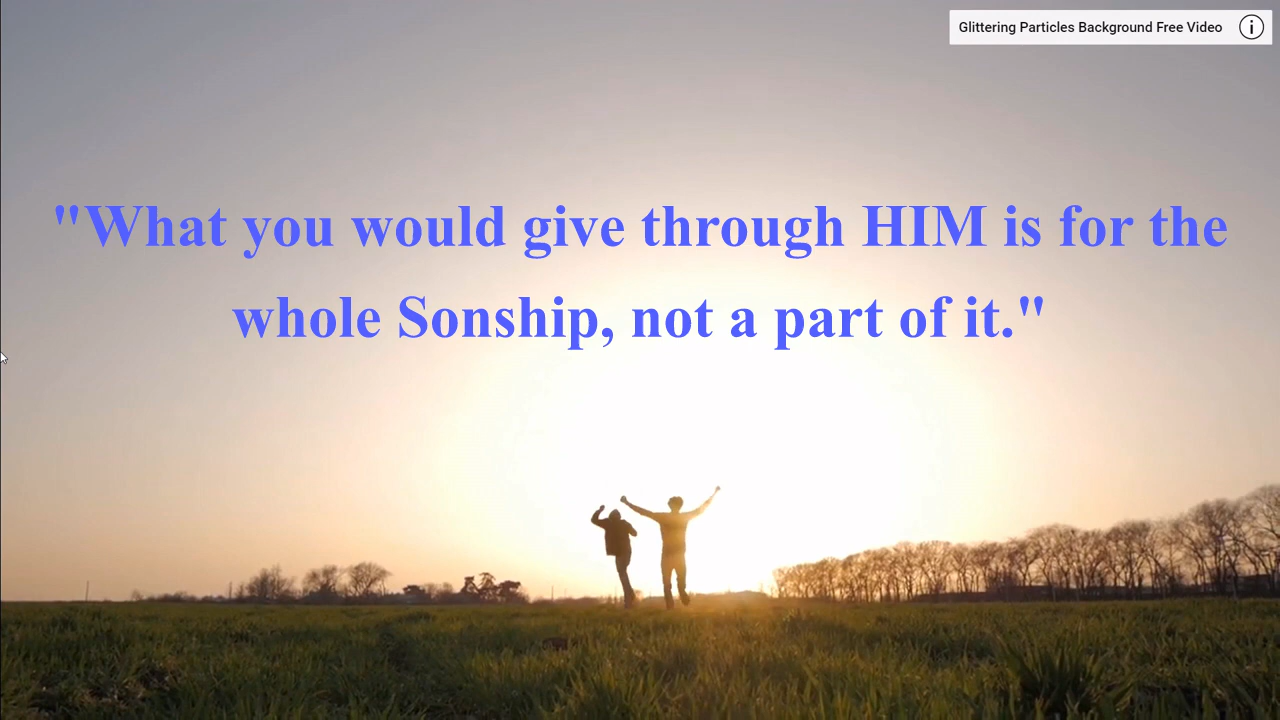 Glittering Particles Background Free Video
"What you would give through HIM is for the
whole Sonship, not a part of it."